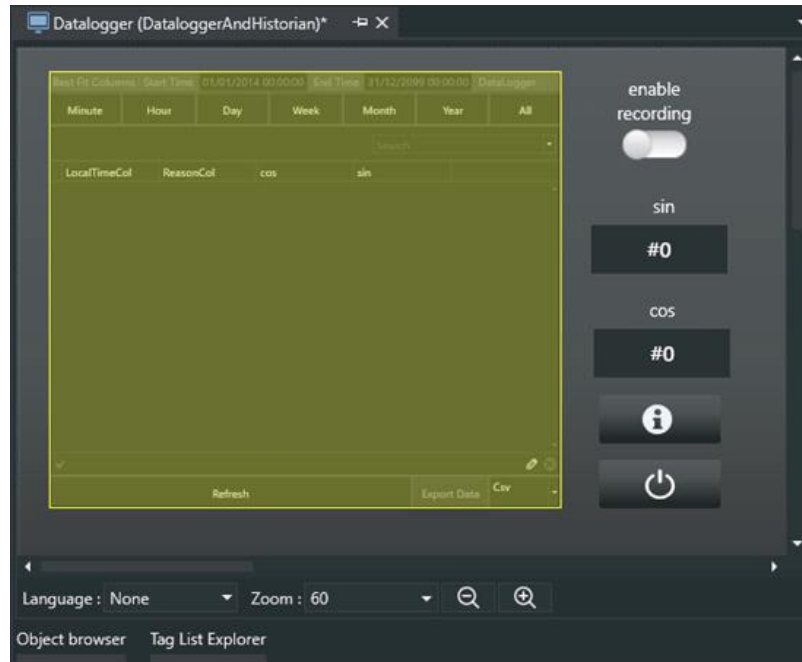 Datalogger (DataloggerAndHistorian)*
Best Fit Columns Start Time 01/01/2014 00:00:00 End Time 31/12/2099 00:00:00 DataLogger
Minute Hour Day Week Month Year All
Search
LocalTimeCol ReasonCol cos sin
Refresh Export Data Csv
enable
recording
sin
#0
cos
#0
Language : None Zoom : 60
Object browser Tag List Explorer